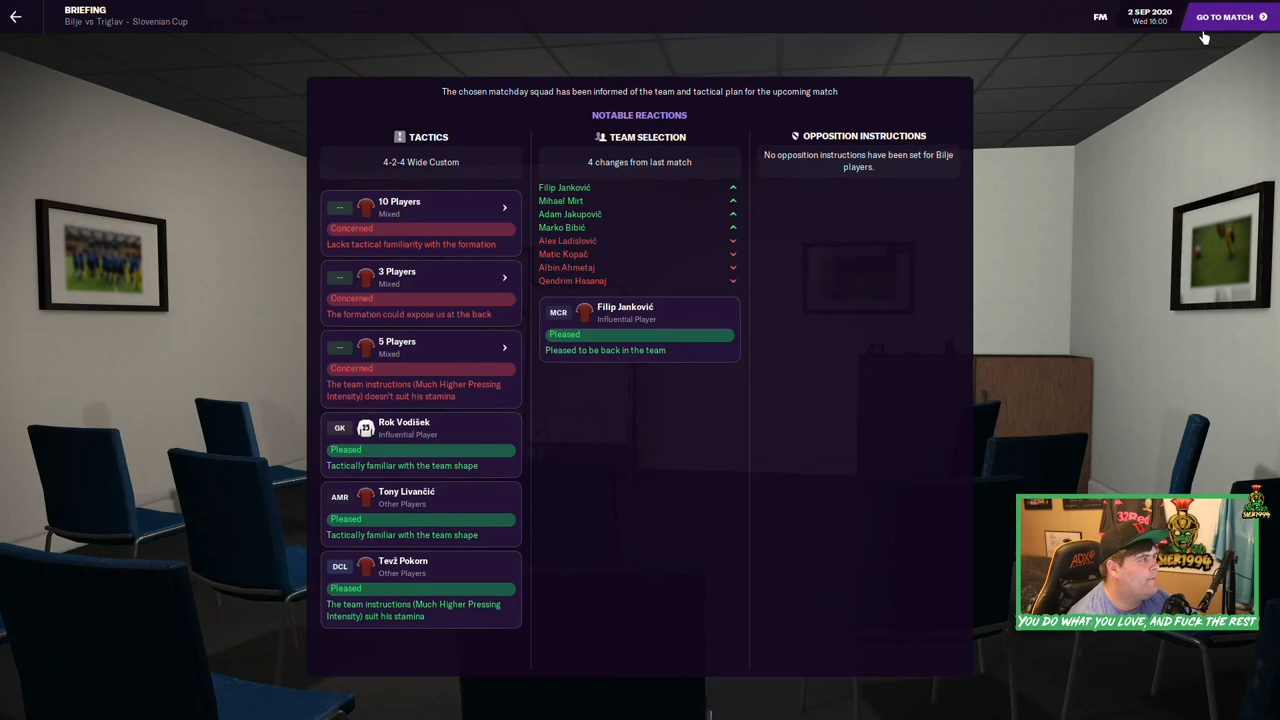 BRIEFING
Bilje vs Triglav - Slovenian Cup
FM
2 SEP 2020
Wed 16:00
GO TO MATCH
The chosen matchday squad has been informed of the team and tactical plan for the upcoming match
NOTABLE REACTIONS
TACTICS
4-2-4 Wide Custom
--
10 Players
Mixed
Concerned
Lacks tactical familiarity with the formation
--
3 Players
Mixed
Concerned
The formation could expose us at the back
--
5 Players
Mixed
Concerned
The team instructions (Much Higher Pressing
Intensity) doesn't suit his stamina
GK
23
Rok Vodišek
Influential Player
Pleased
Tactically familiar with the team shape
AMR
Tony Livančić
Other Players
Pleased
Tactically familiar with the team shape
DCL
Tevž Pokorn
Other Players
Pleased
The team instructions (Much Higher Pressing
Intensity) suit his stamina
TEAM SELECTION
4 changes from last match
Filip Janković
Mihael Mirt
Adam Jakupovič
Marko Bibić
Alex Ladislović
Matic Kopač
Albin Ahmetaj
Qendrim Hasanaj
MCR
Filip Janković
Influential Player
Pleased
Pleased to be back in the team
OPPOSITION INSTRUCTIONS
No opposition instructions have been set for Bilje
players.
32Red
ADX
SIER1994
SIER1994
YOU DO WHAT YOU LOVE, AND FUCK THE REST